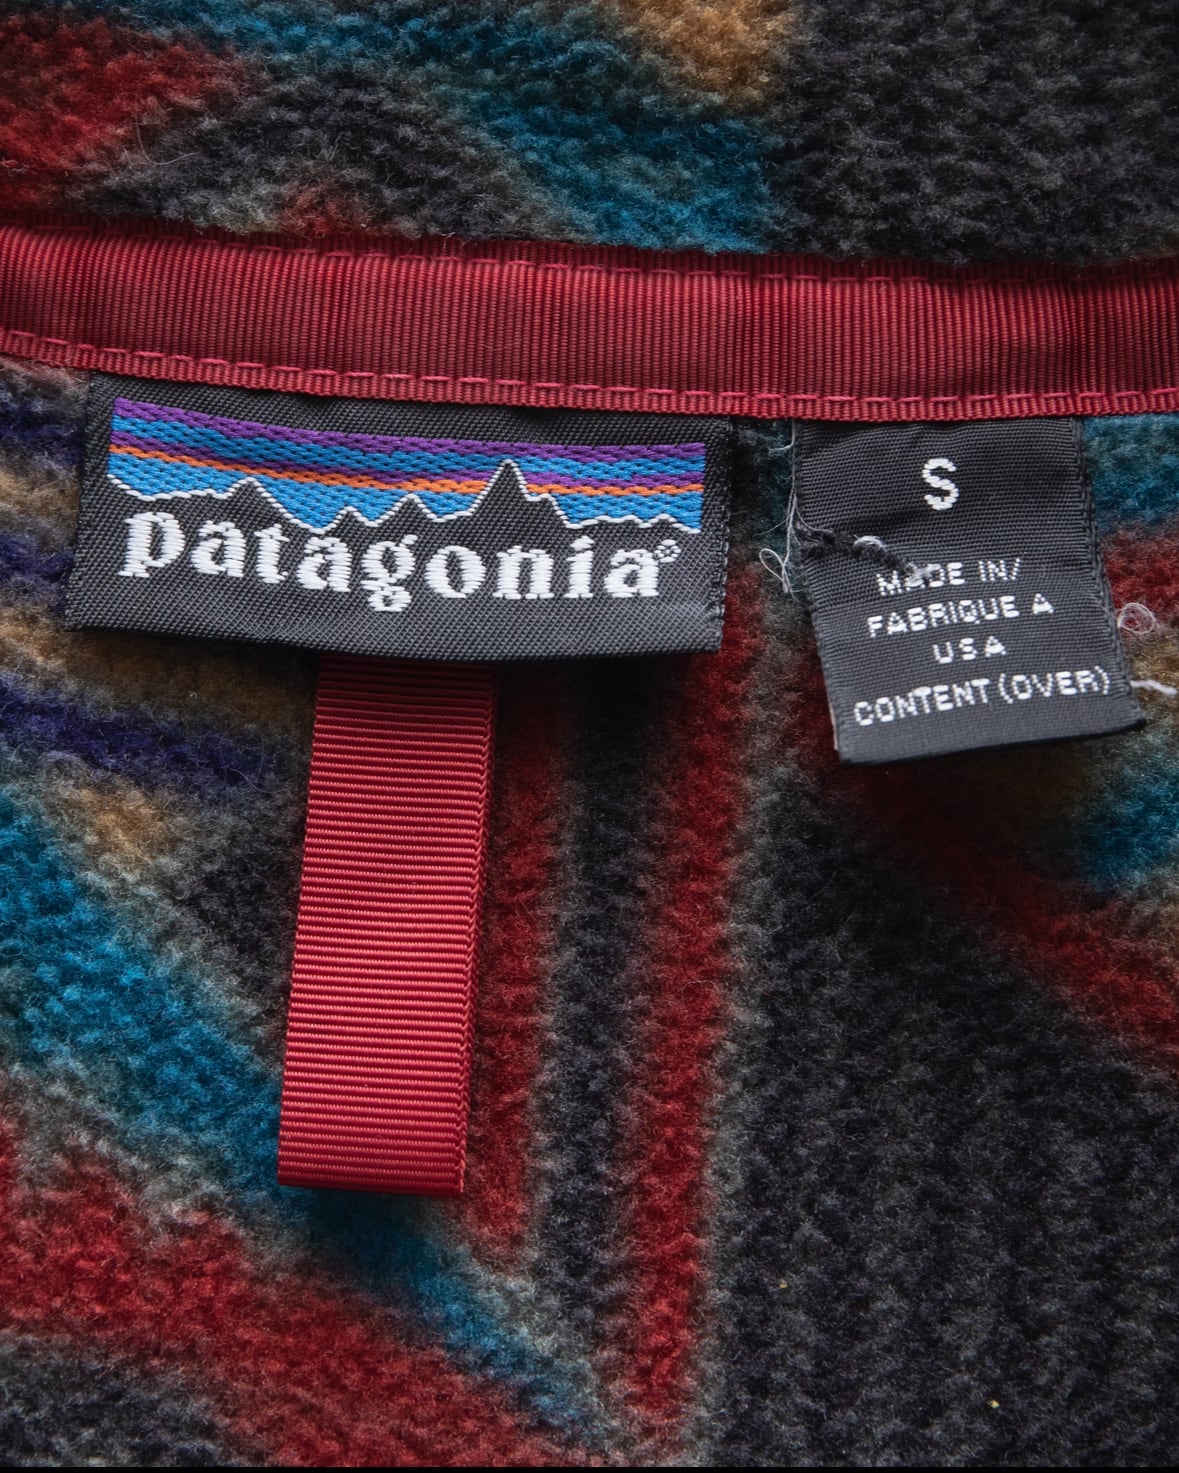 patagonia®
S
MADE IN/
FABRIQUE A
USA
CONTENT (OVER)